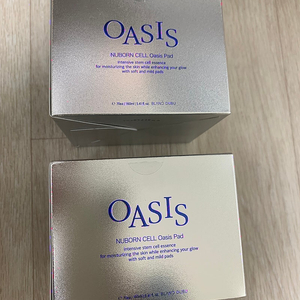 OASIS
NUBORN CELL Oasis Pad
intensive stem cell essence
for moisturizing the skin while enhancing your glow
with soft and mild pads
OASIS
NUBORN CELL Oasis Pad
intensive stem cell essence
for moisturizing the skin while enhancing your glow
with soft and mild pads